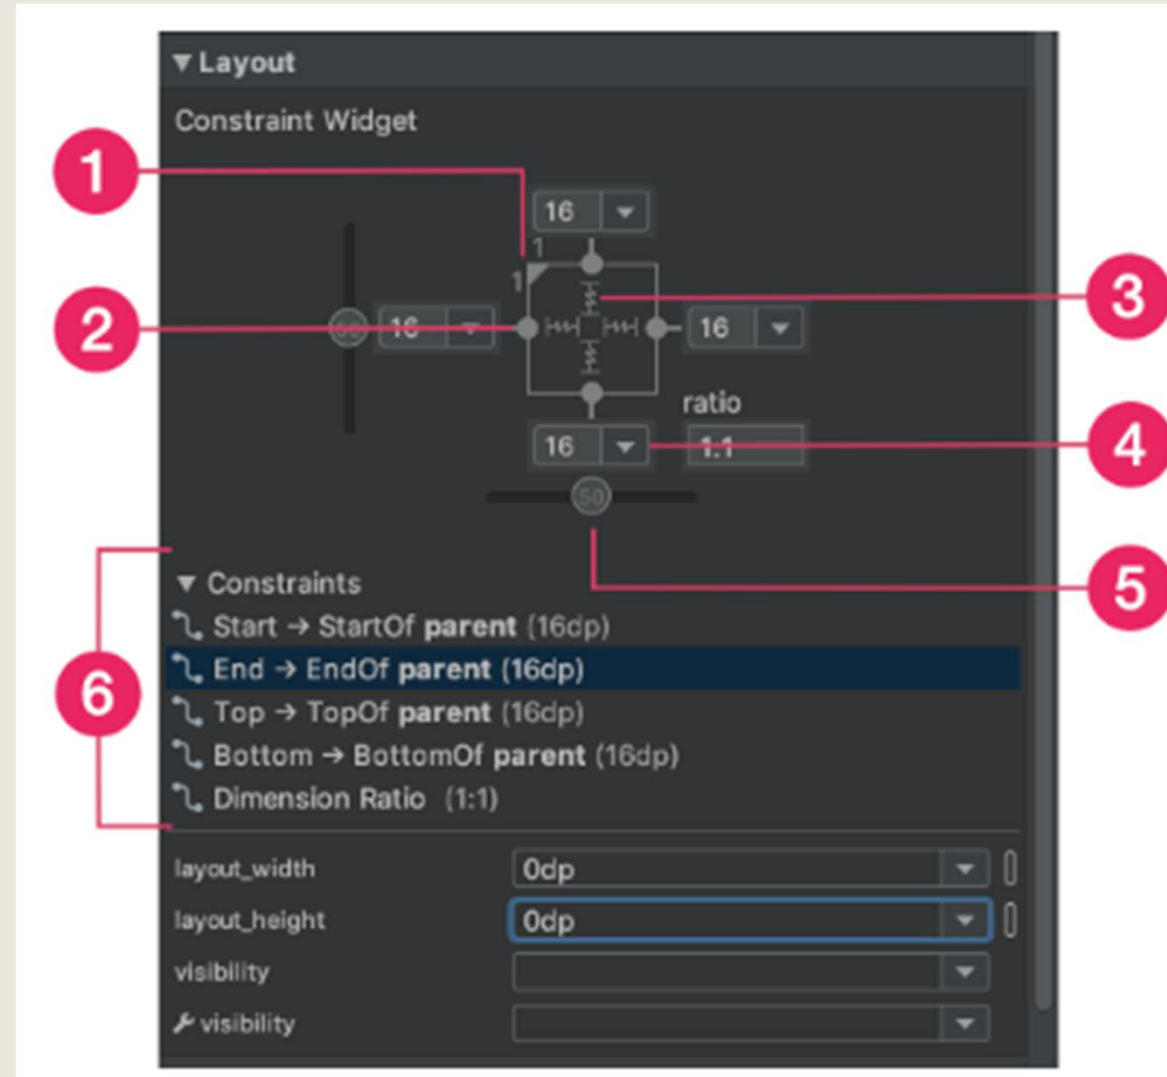 Layout
Constraint Widget
1
16
1
1
3
2
50
16
16
ratio
16
1:1
4
50
5
Constraints
Start → StartOf parent (16dp)
End → EndOf parent (16dp)
6
Top → TopOf parent (16dp)
Bottom → BottomOf parent (16dp)
Dimension Ratio (1:1)
layout_width 0dp
layout_height 0dp
visibility
visibility